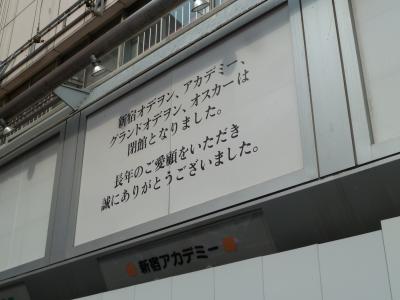 新宿オデヲン、アカデミー、
グランドオデヲン、オスカーは
閉館となりました。
長年のご愛顧をいただき
誠にありがとうございました。
新宿アカデミー